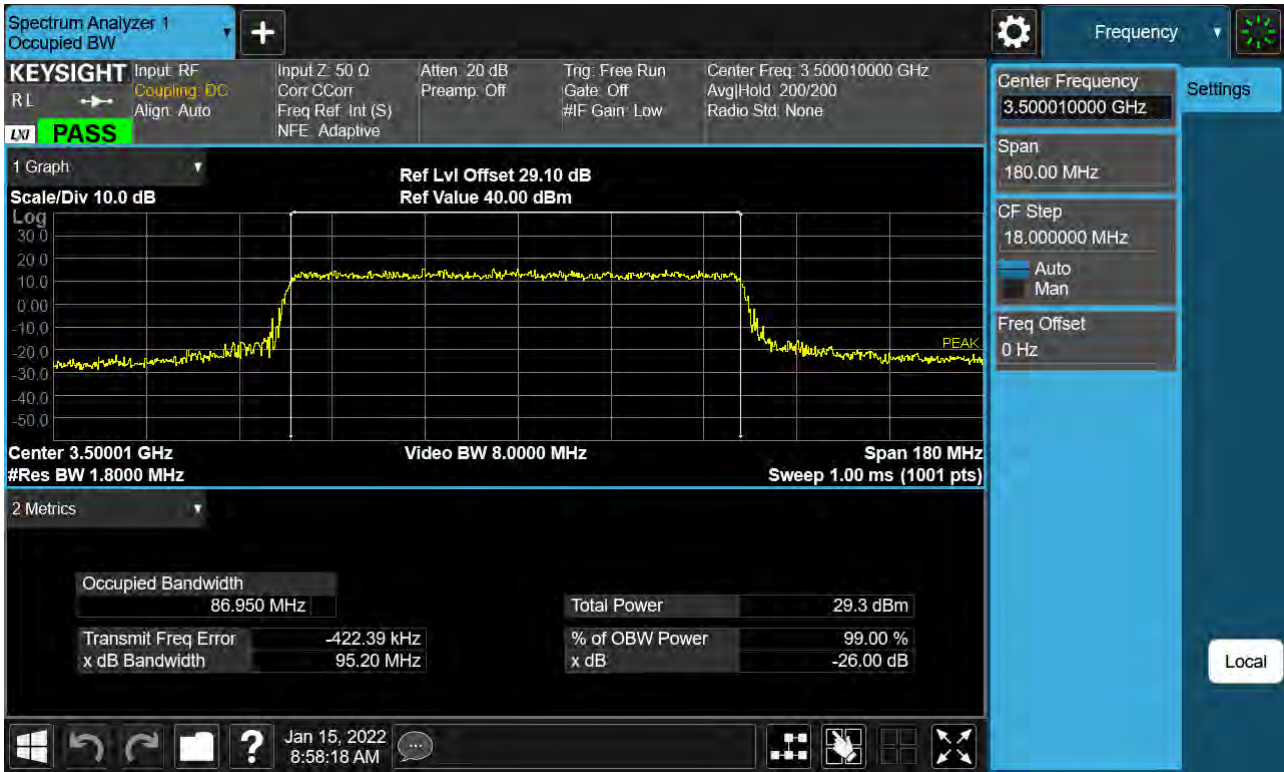 Spectrum Analyzer 1
Occupied BW
+
Frequency
KEYSIGHT
RL
LXI PASS
Input: RF
Coupling: DC
Align: Auto
Input Z: 50 Ω
Corr CCorr
Freq Ref: Int (S)
NFE: Adaptive
Atten: 20 dB
Preamp: Off
Trig: Free Run
Gate: Off
#IF Gain: Low
Center Freq: 3.500010000 GHz
Avg|Hold: 200/200
Radio Std: None
Center Frequency
3.500010000 GHz
Settings
Span
180.00 MHz
CF Step
18.000000 MHz
Auto
Man
Freq Offset
0 Hz
Local
1 Graph
Scale/Div 10.0 dB
Ref Lvl Offset 29.10 dB
Ref Value 40.00 dBm
Log
30.0
20.0
10.0
0.00
-10.0
-20.0
-30.0
-40.0
-50.0
PEAK
Center 3.50001 GHz
Video BW 8.0000 MHz
Span 180 MHz
#Res BW 1.8000 MHz
Sweep 1.00 ms (1001 pts)
2 Metrics
Occupied Bandwidth
86.950 MHz
Total Power 29.3 dBm
Transmit Freq Error -422.39 kHz
% of OBW Power 99.00 %
x dB Bandwidth 95.20 MHz
x dB -26.00 dB
?
Jan 15, 2022
8:58:18 AM